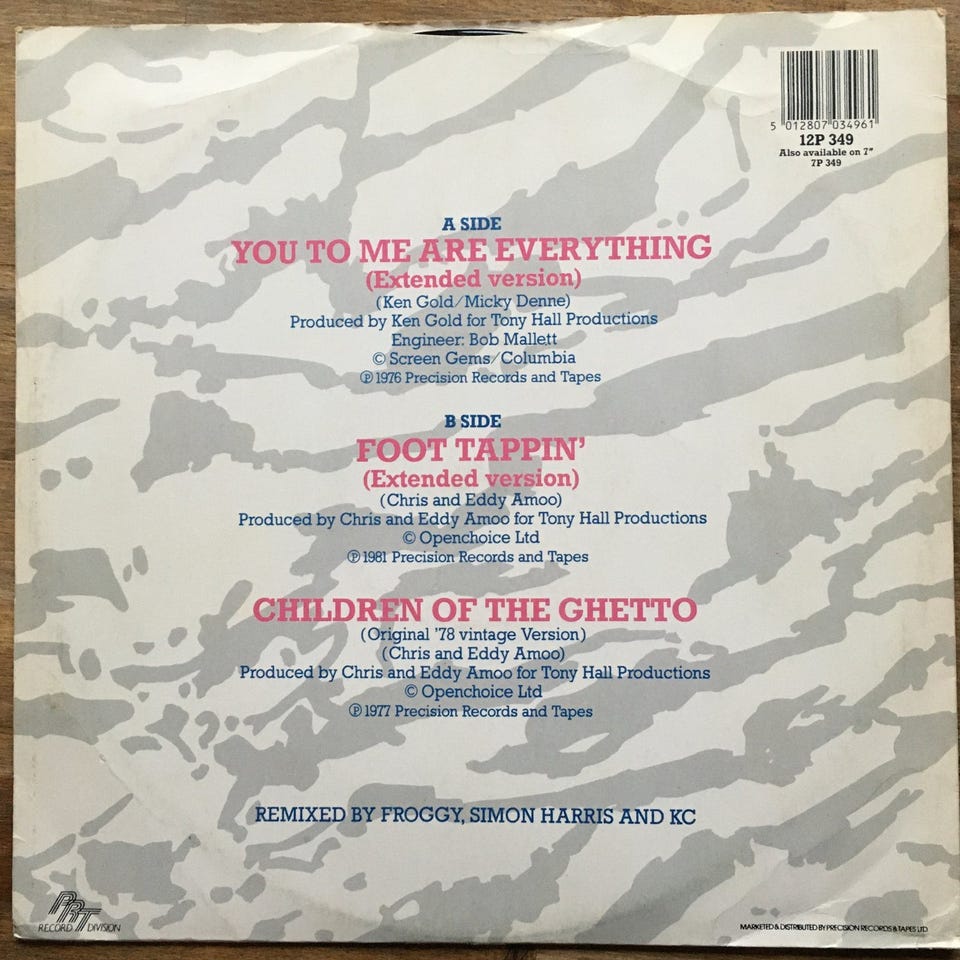 5 012807 034961
12P 349
Also available on 7"
7P 349
A SIDE
YOU TO ME ARE EVERYTHING
(Extended version)
(Ken Gold/Micky Denne)
Produced by Ken Gold for Tony Hall Productions
Engineer: Bob Mallett
© Screen Gems/Columbia
℗ 1976 Precision Records and Tapes
B SIDE
FOOT TAPPIN'
(Extended version)
(Chris and Eddy Amoo)
Produced by Chris and Eddy Amoo for Tony Hall Productions
© Openchoice Ltd
℗ 1981 Precision Records and Tapes
CHILDREN OF THE GHETTO
(Original '78 vintage Version)
(Chris and Eddy Amoo)
Produced by Chris and Eddy Amoo for Tony Hall Productions
© Openchoice Ltd
℗ 1977 Precision Records and Tapes
REMIXED BY FROGGY, SIMON HARRIS AND KC
PRT
RECORD DIVISION
MARKETED & DISTRIBUTED BY PRECISION RECORDS & TAPES LTD